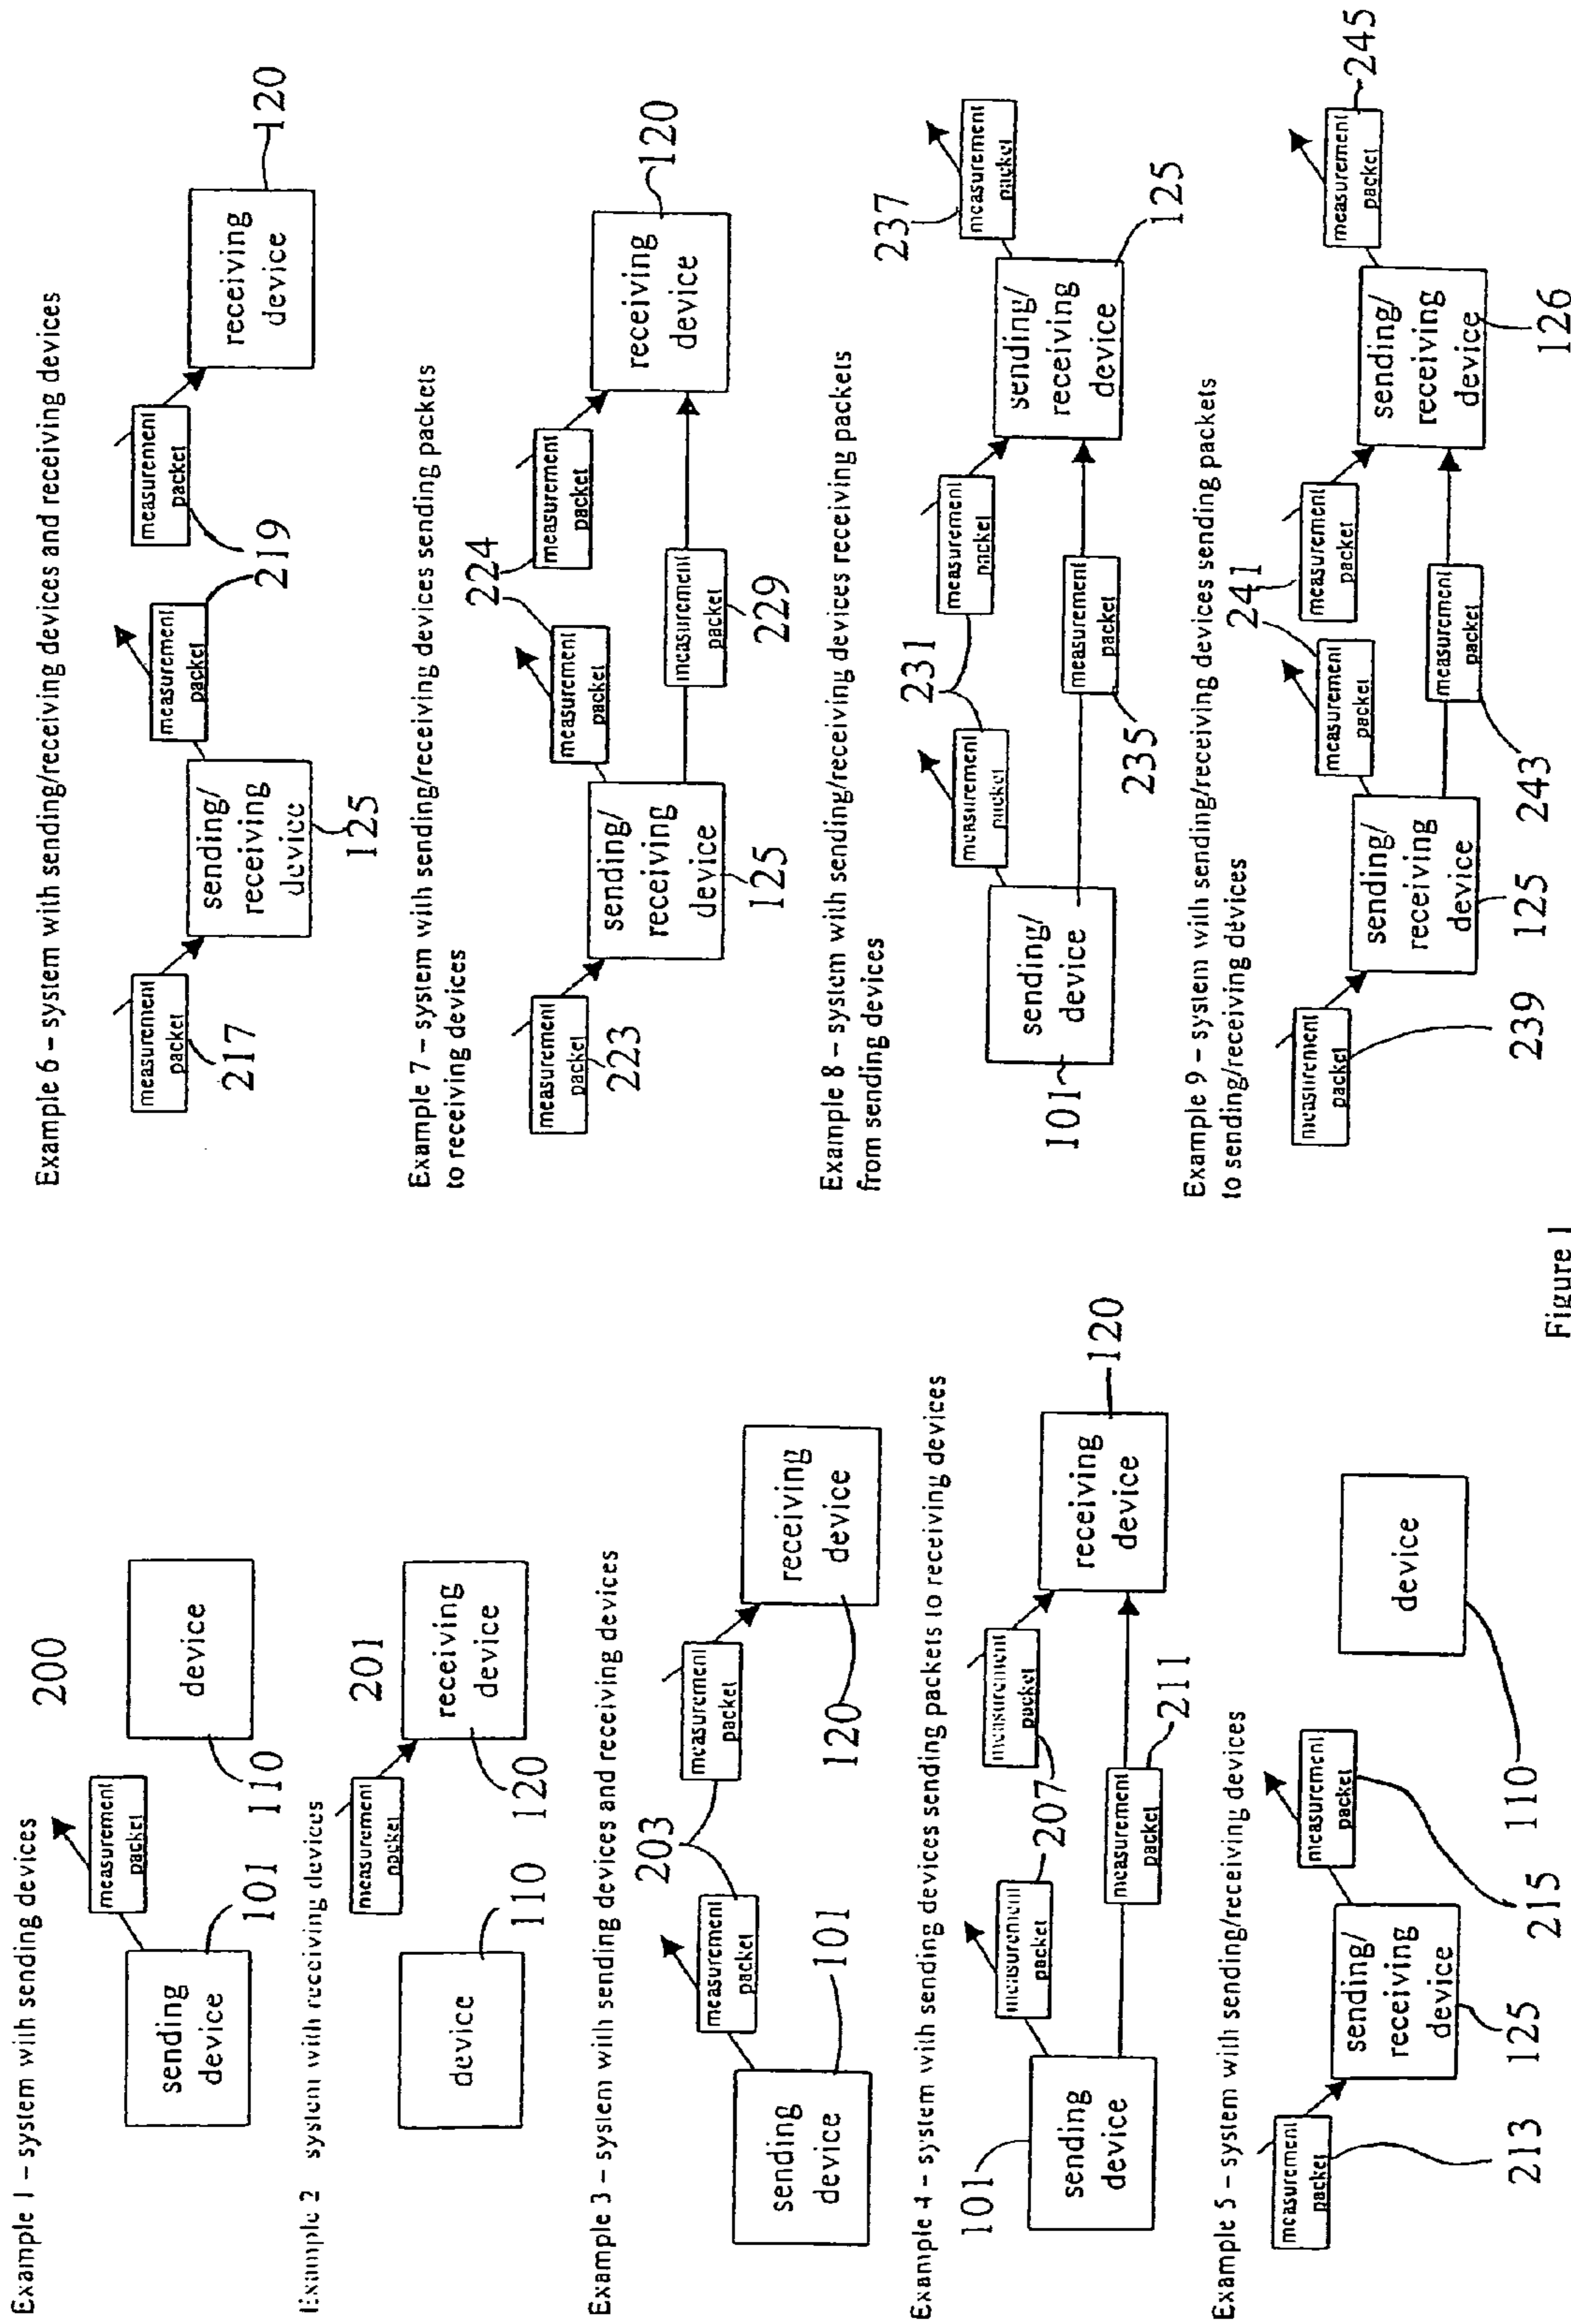 Example 1 – system with sending devices
200
measurement
packet
sending
device
device
101
110
Example 2 system with receiving devices
201
measurement
packet
device
receiving
device
110
120
Example 3 – system with sending devices and receiving devices
203
measurement
packet
measurement
packet
sending
device
receiving
device
101
120
Example 4 – system with sending devices sending packets to receiving devices
101
measurement
packet
measurement
packet
207
120
sending
device
receiving
device
measurement
packet
211
Example 5 – system with sending/receiving devices
measurement
packet
measurement
packet
sending/
receiving
device
device
213
125
215
110
Example 6 – system with sending/receiving devices and receiving devices
measurement
packet
measurement
packet
measurement
packet
217
219
sending/
receiving
device
receiving
device
125
120
Example 7 – system with sending/receiving devices sending packets
to receiving devices
224
measurement
packet
measurement
packet
measurement
packet
223
120
sending/
receiving
device
receiving
device
measurement
packet
125
229
Example 8 – system with sending/receiving devices receiving packets
from sending devices
237
measurement
packet
measurement
packet
measurement
packet
231
sending/
device
sending/
receiving
device
101
measurement
packet
235
125
Example 9 – system with sending/receiving devices sending packets
to sending/receiving devices
241
measurement
packet
measurement
packet
measurement
packet
measurement
packet
245
sending/
receiving
device
sending/
receiving
device
measurement
packet
239
125
243
126
Figure 1